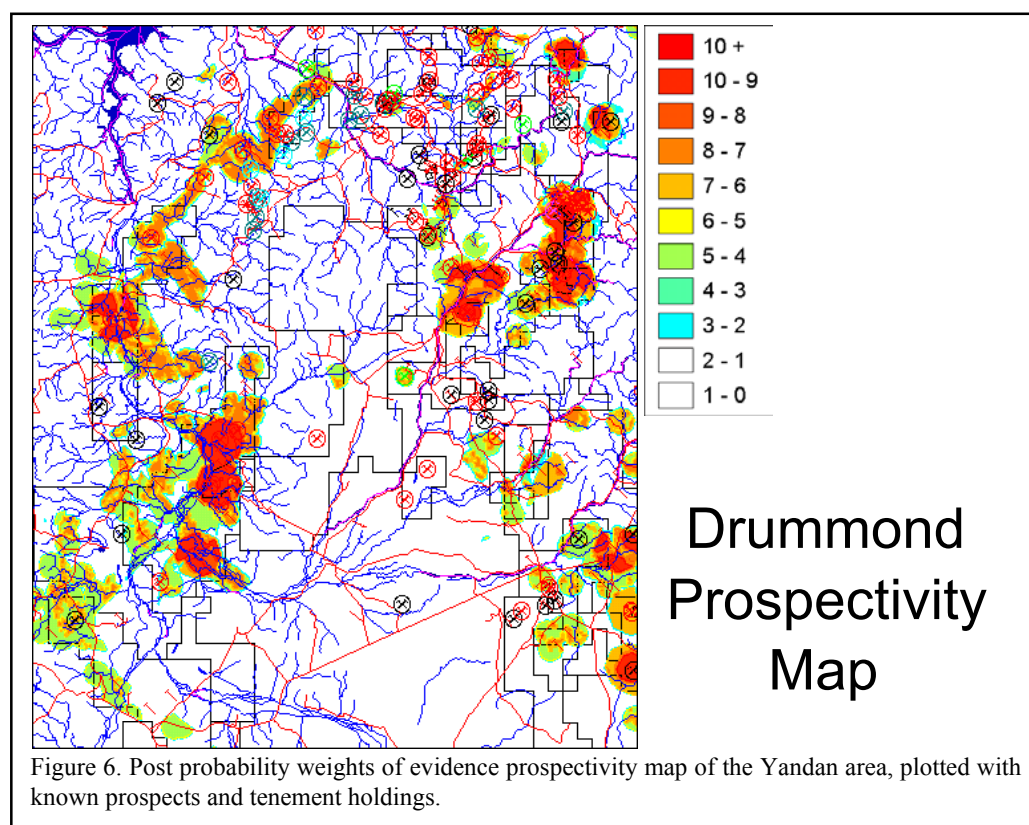 10 +
10 - 9
9 - 8
8 - 7
7 - 6
6 - 5
5 - 4
4 - 3
3 - 2
2 - 1
1 - 0
Drummond
Prospectivity
Map
Figure 6. Post probability weights of evidence prospectivity map of the Yandan area, plotted with
known prospects and tenement holdings.